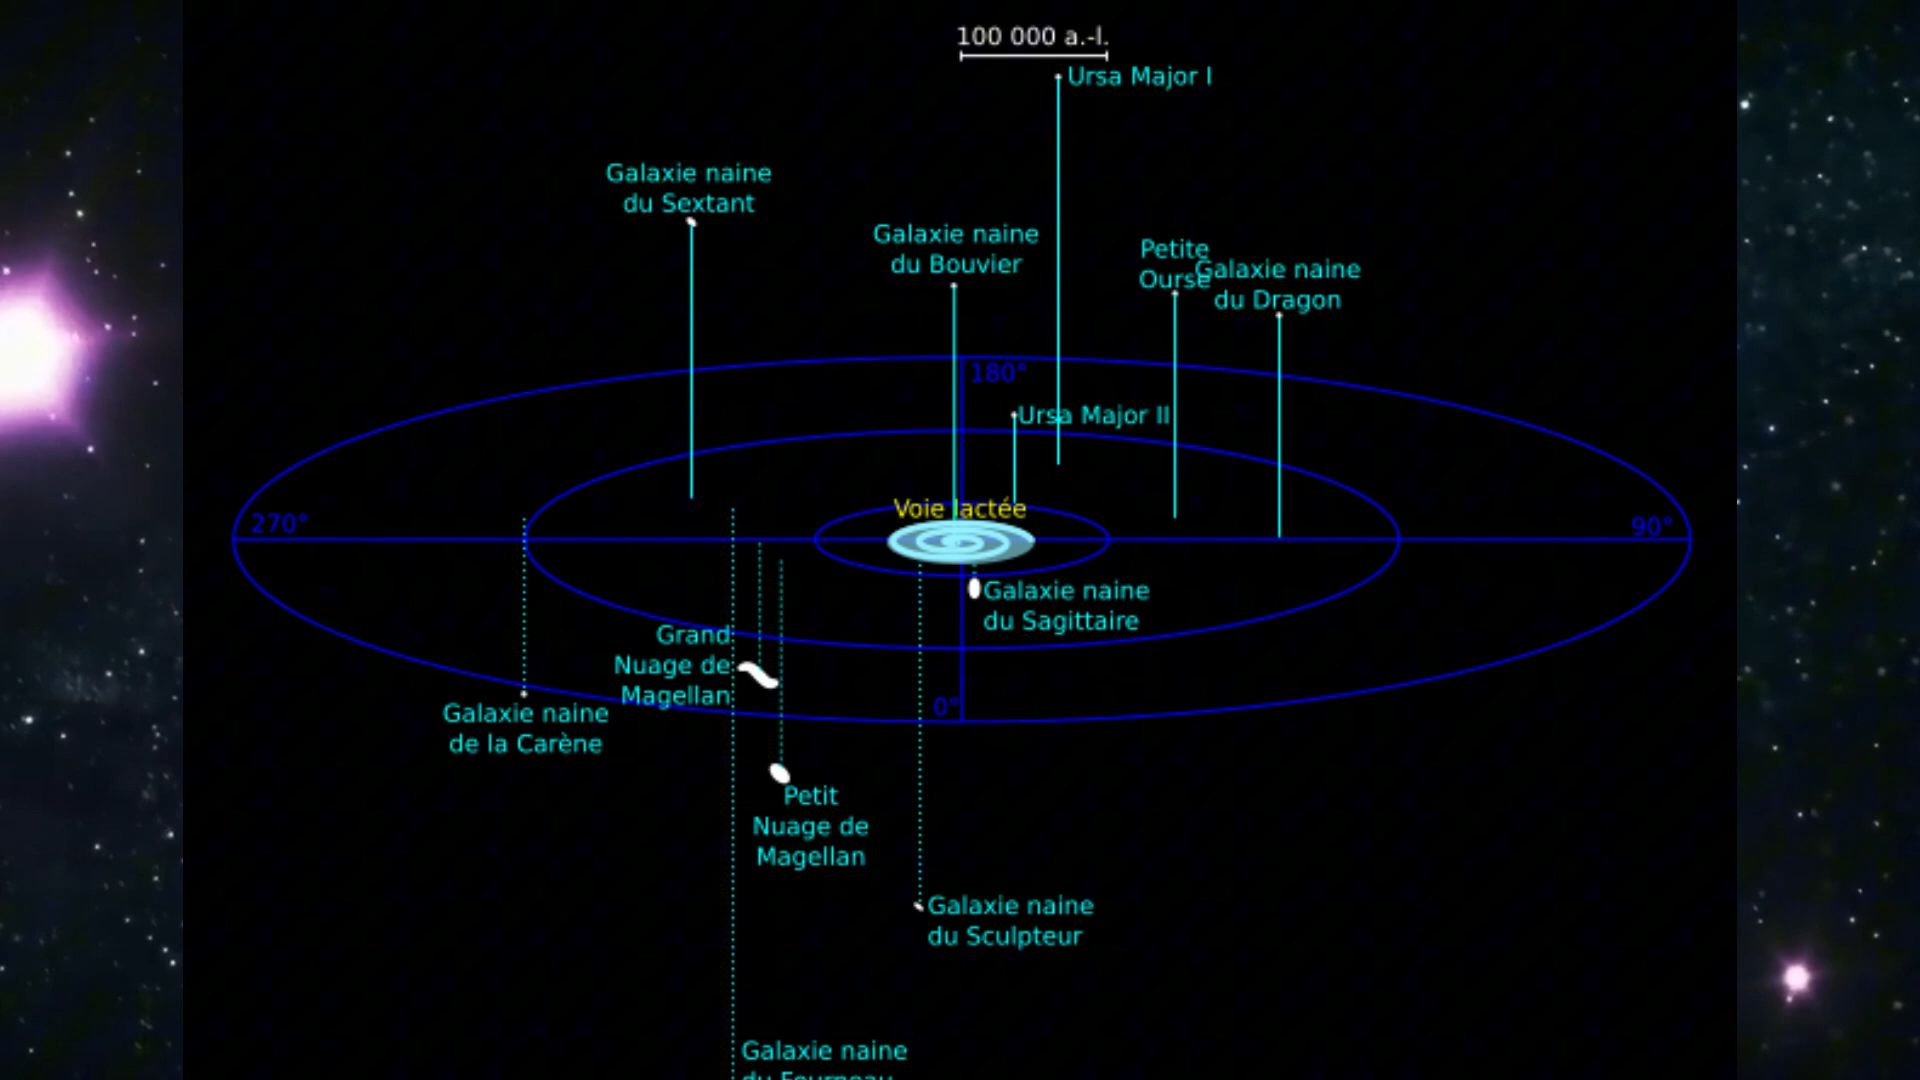 100 000 a.-l.
Ursa Major I
Galaxie naine
du Sextant
Galaxie naine
du Bouvier
Petite
Ourse
Galaxie naine
du Dragon
180°
Ursa Major II
Voie lactée
270°
90°
Galaxie naine
du Sagittaire
Grand
Nuage de
Magellan
0°
Galaxie naine
de la Carène
Petit
Nuage de
Magellan
Galaxie naine
du Sculpteur
Galaxie naine
du Fourneau